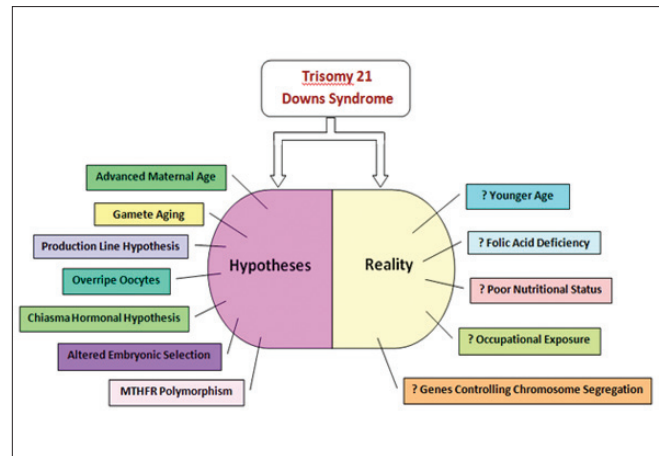 Trisomy 21
Downs Syndrome
Advanced Maternal Age
Gamete Aging
Production Line Hypothesis
Overripe Oocytes
Chiasma Hormonal Hypothesis
Altered Embryonic Selection
MTHFR Polymorphism
Hypotheses
Reality
? Younger Age
? Folic Acid Deficiency
? Poor Nutritional Status
? Occupational Exposure
? Genes Controlling Chromosome Segregation